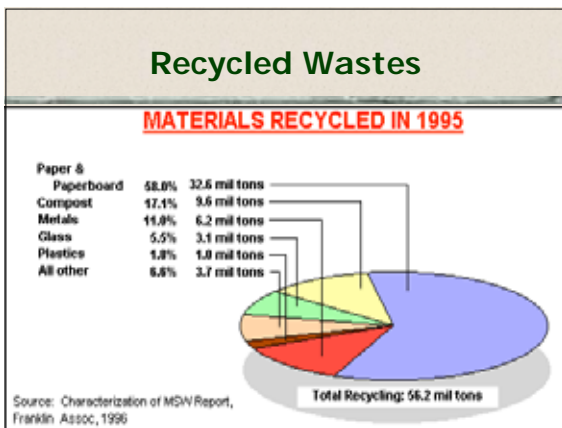 Recycled Wastes
MATERIALS RECYCLED IN 1995
Paper &
Paperboard 58.0% 32.6 mil tons
Compost 17.1% 9.6 mil tons
Metals 11.0% 6.2 mil tons
Glass 5.5% 3.1 mil tons
Plastics 1.8% 1.0 mil tons
All other 6.6% 3.7 mil tons
Total Recycling: 56.2 mil tons
Source: Characterization of MSW Report,
Franklin Assoc, 1996